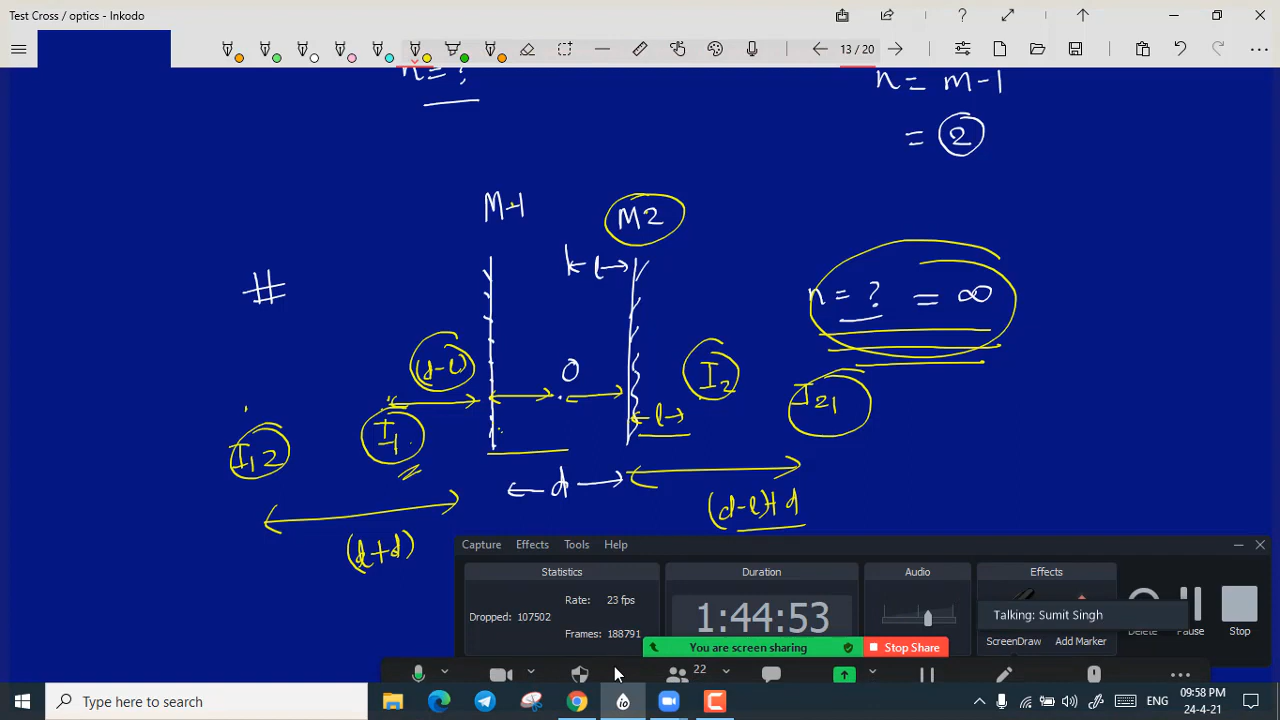 Test Cross / optics - Inkodo
13 / 20
n = ?
n = m-1
= 2
M-1
M2
l
#
n = ? = ∞
(d-l)
O
I2
I21
I1
l
I12
d
(d-l)+d
(l+d)
Capture Effects Tools Help
Statistics
Duration
Audio
Effects
Rate: 23 fps
Dropped: 107502
Frames: 188791
1:44:53
Talking: Sumit Singh
Delete Pause Stop
ScreenDraw Add Marker
You are screen sharing
Stop Share
22
Type here to search
ENG
09:58 PM
24-4-21